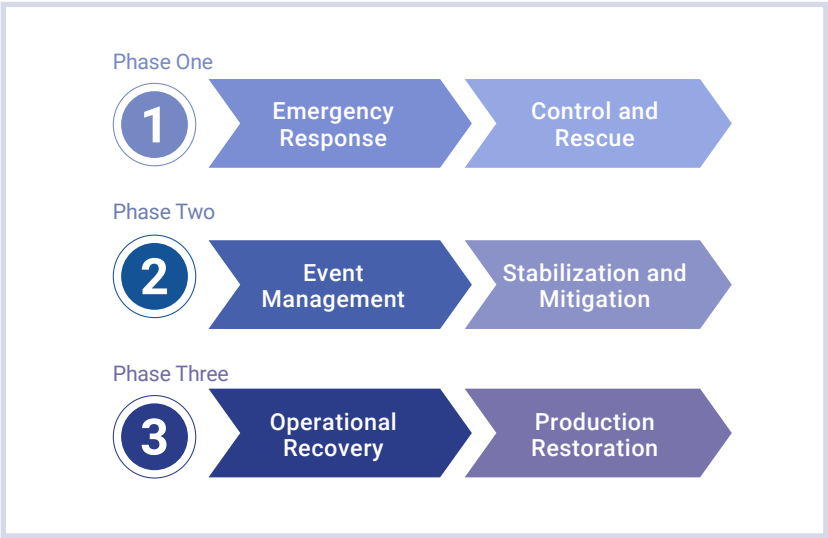 Phase One
1
Emergency
Response
Control and
Rescue
Phase Two
2
Event
Management
Stabilization and
Mitigation
Phase Three
3
Operational
Recovery
Production
Restoration